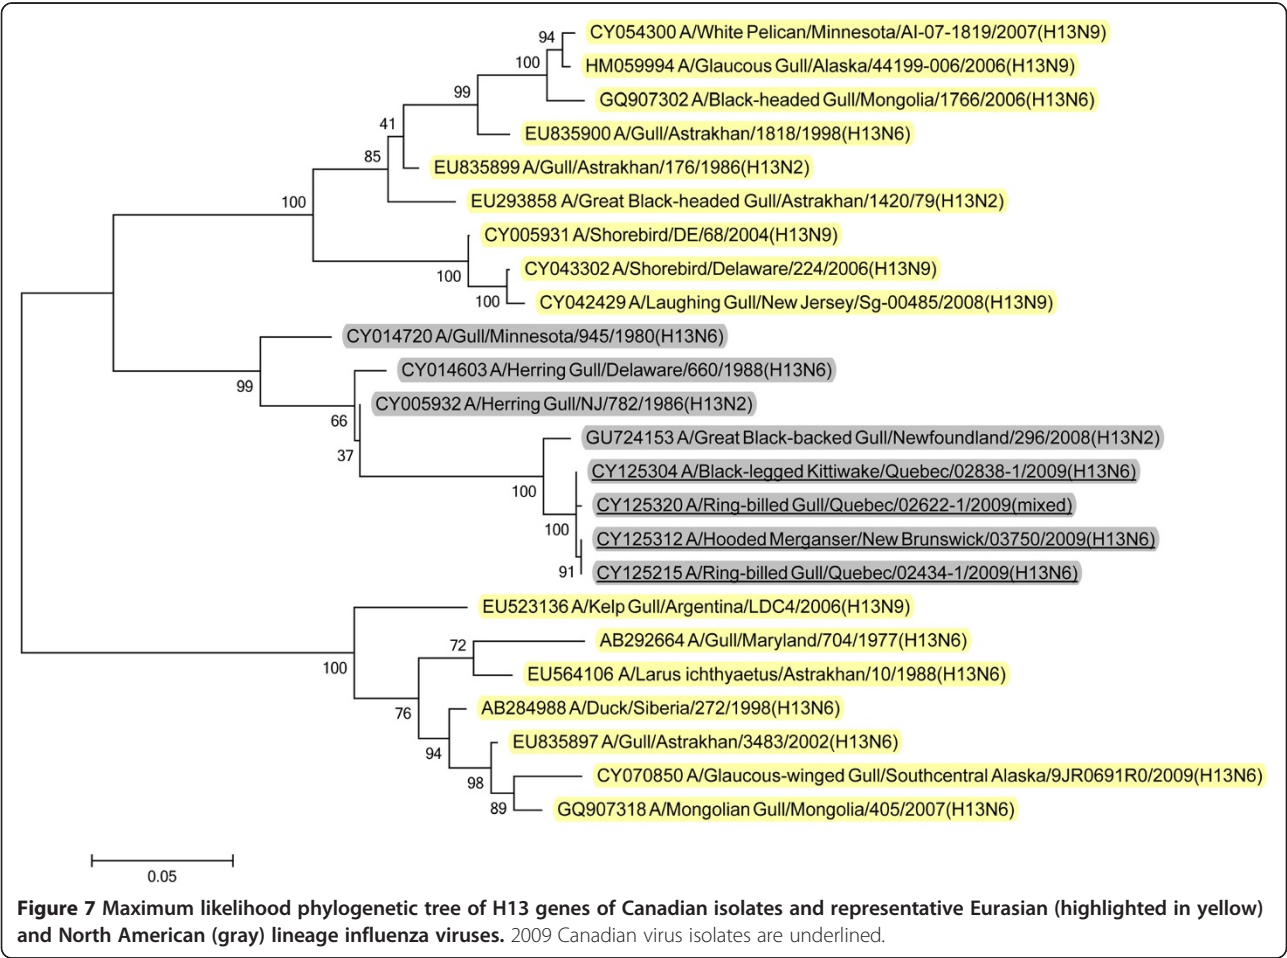 94
CY054300 A/White Pelican/Minnesota/AI-07-1819/2007(H13N9)
100
HM059994 A/Glaucous Gull/Alaska/44199-006/2006(H13N9)
99
GQ907302 A/Black-headed Gull/Mongolia/1766/2006(H13N6)
41
EU835900 A/Gull/Astrakhan/1818/1998(H13N6)
85
EU835899 A/Gull/Astrakhan/176/1986(H13N2)
100
EU293858 A/Great Black-headed Gull/Astrakhan/1420/79(H13N2)
CY005931 A/Shorebird/DE/68/2004(H13N9)
100
CY043302 A/Shorebird/Delaware/224/2006(H13N9)
100
CY042429 A/Laughing Gull/New Jersey/Sg-00485/2008(H13N9)
CY014720 A/Gull/Minnesota/945/1980(H13N6)
99
CY014603 A/Herring Gull/Delaware/660/1988(H13N6)
66
CY005932 A/Herring Gull/NJ/782/1986(H13N2)
37
GU724153 A/Great Black-backed Gull/Newfoundland/296/2008(H13N2)
100
CY125304 A/Black-legged Kittiwake/Quebec/02838-1/2009(H13N6)
CY125320 A/Ring-billed Gull/Quebec/02622-1/2009(mixed)
100
CY125312 A/Hooded Merganser/New Brunswick/03750/2009(H13N6)
91
CY125215 A/Ring-billed Gull/Quebec/02434-1/2009(H13N6)
EU523136 A/Kelp Gull/Argentina/LDC4/2006(H13N9)
100
72
AB292664 A/Gull/Maryland/704/1977(H13N6)
EU564106 A/Larus ichthyaetus/Astrakhan/10/1988(H13N6)
76
AB284988 A/Duck/Siberia/272/1998(H13N6)
94
EU835897 A/Gull/Astrakhan/3483/2002(H13N6)
98
CY070850 A/Glaucous-winged Gull/Southcentral Alaska/9JR0691R0/2009(H13N6)
89
GQ907318 A/Mongolian Gull/Mongolia/405/2007(H13N6)
0.05
Figure 7 Maximum likelihood phylogenetic tree of H13 genes of Canadian isolates and representative Eurasian (highlighted in yellow)
and North American (gray) lineage influenza viruses. 2009 Canadian virus isolates are underlined.